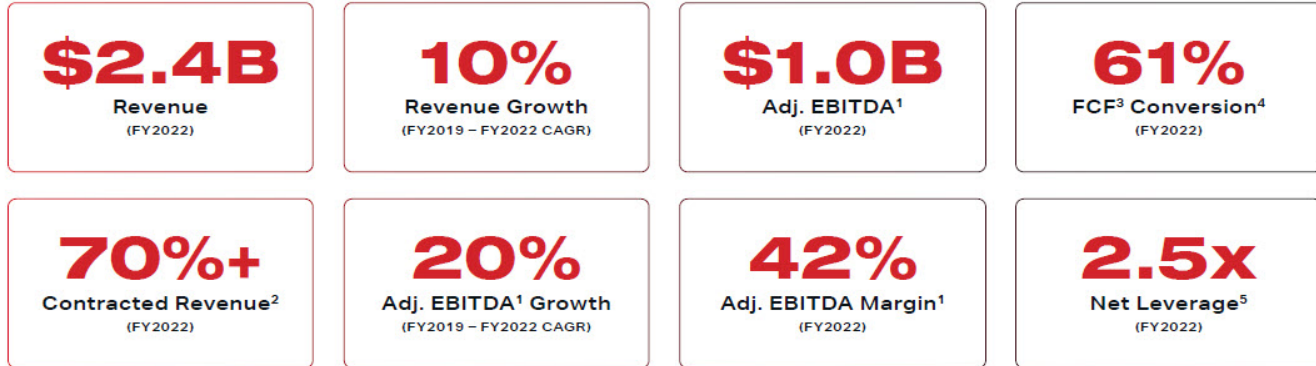 $2.4B
Revenue
(FY2022)
10%
Revenue Growth
(FY2019 – FY2022 CAGR)
$1.0B
Adj. EBITDA¹
(FY2022)
61%
FCF³ Conversion⁴
(FY2022)
70%+
Contracted Revenue²
(FY2022)
20%
Adj. EBITDA¹ Growth
(FY2019 – FY2022 CAGR)
42%
Adj. EBITDA Margin¹
(FY2022)
2.5x
Net Leverage⁵
(FY2022)